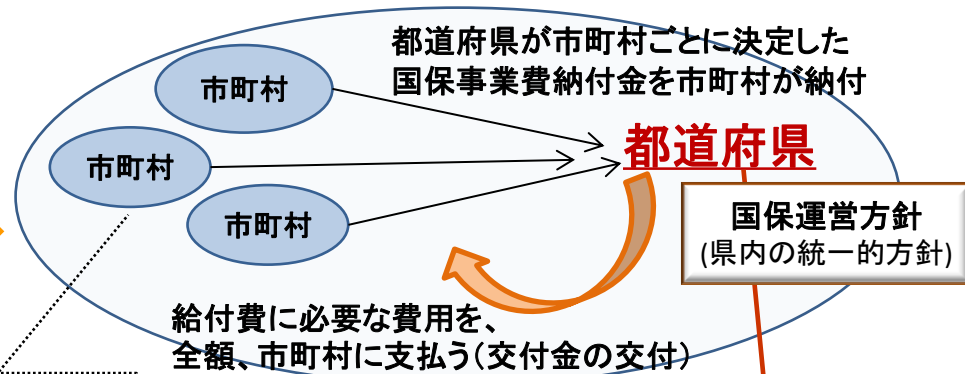 都道府県が市町村ごとに決定した
国保事業費納付金を市町村が納付
市町村
市町村
市町村
都道府県
国保運営方針
(県内の統一的方針)
給付費に必要な費用を、
全額、市町村に支払う(交付金の交付)